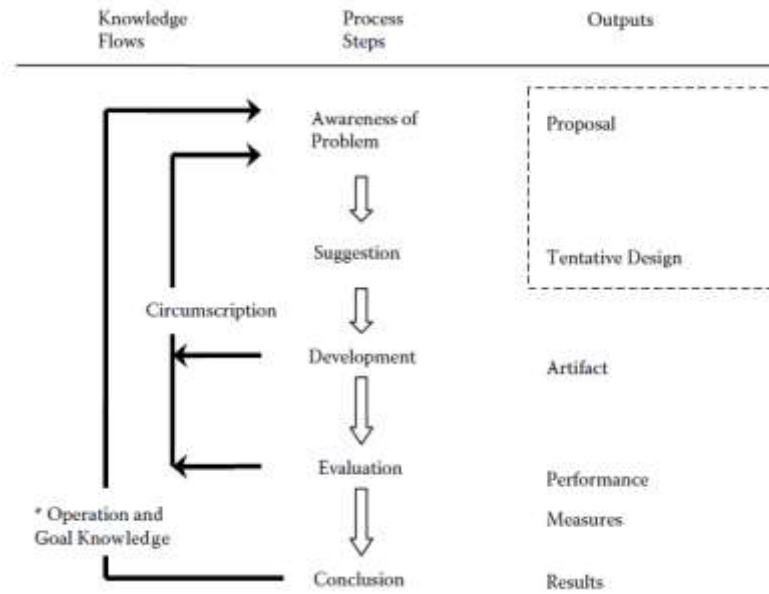 Knowledge
Flows
Process
Steps
Outputs
Awareness of
Problem
Proposal
Suggestion
Tentative Design
Circumscription
Development
Artifact
Evaluation
Performance
Measures
* Operation and
Goal Knowledge
Conclusion
Results